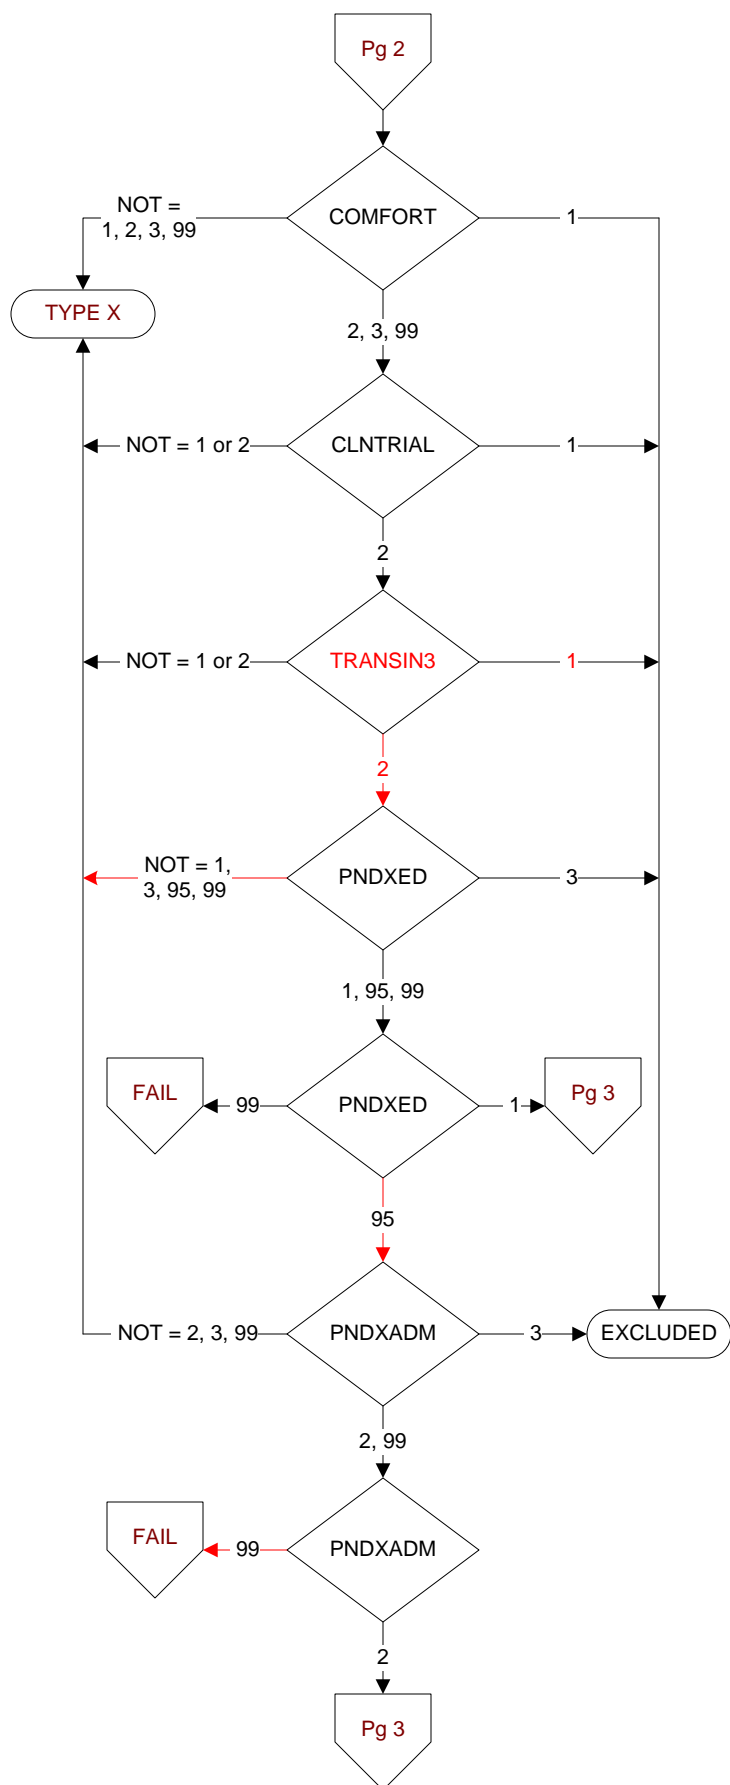 Pg 2
NOT =
1, 2, 3, 99
COMFORT
1
TYPE X
2, 3, 99
NOT = 1 or 2
CLNTRIAL
1
2
NOT = 1 or 2
TRANSIN3
1
2
NOT = 1,
3, 95, 99
PNDXED
3
1, 95, 99
FAIL
99
PNDXED
1
Pg 3
95
NOT = 2, 3, 99
PNDXADM
3
EXCLUDED
2, 99
FAIL
99
PNDXADM
2
Pg 3